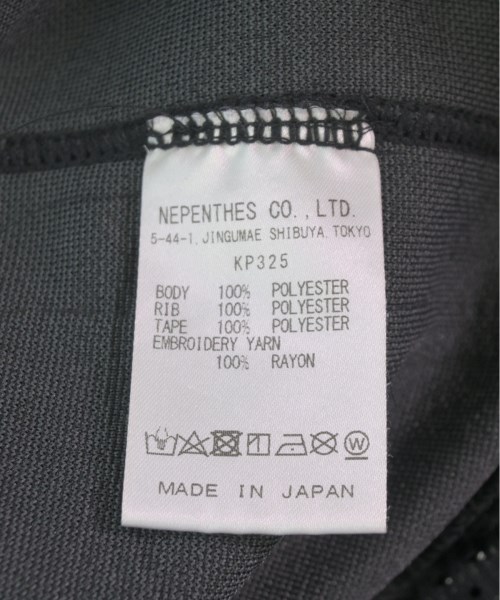 NEPENTHES CO.,LTD.
5-44-1, JINGUMAE SHIBUYA, TOKYO
KP325
BODY 100% POLYESTER
RIB 100% POLYESTER
TAPE 100% POLYESTER
EMBROIDERY YARN
100% RAYON
W
MADE IN JAPAN